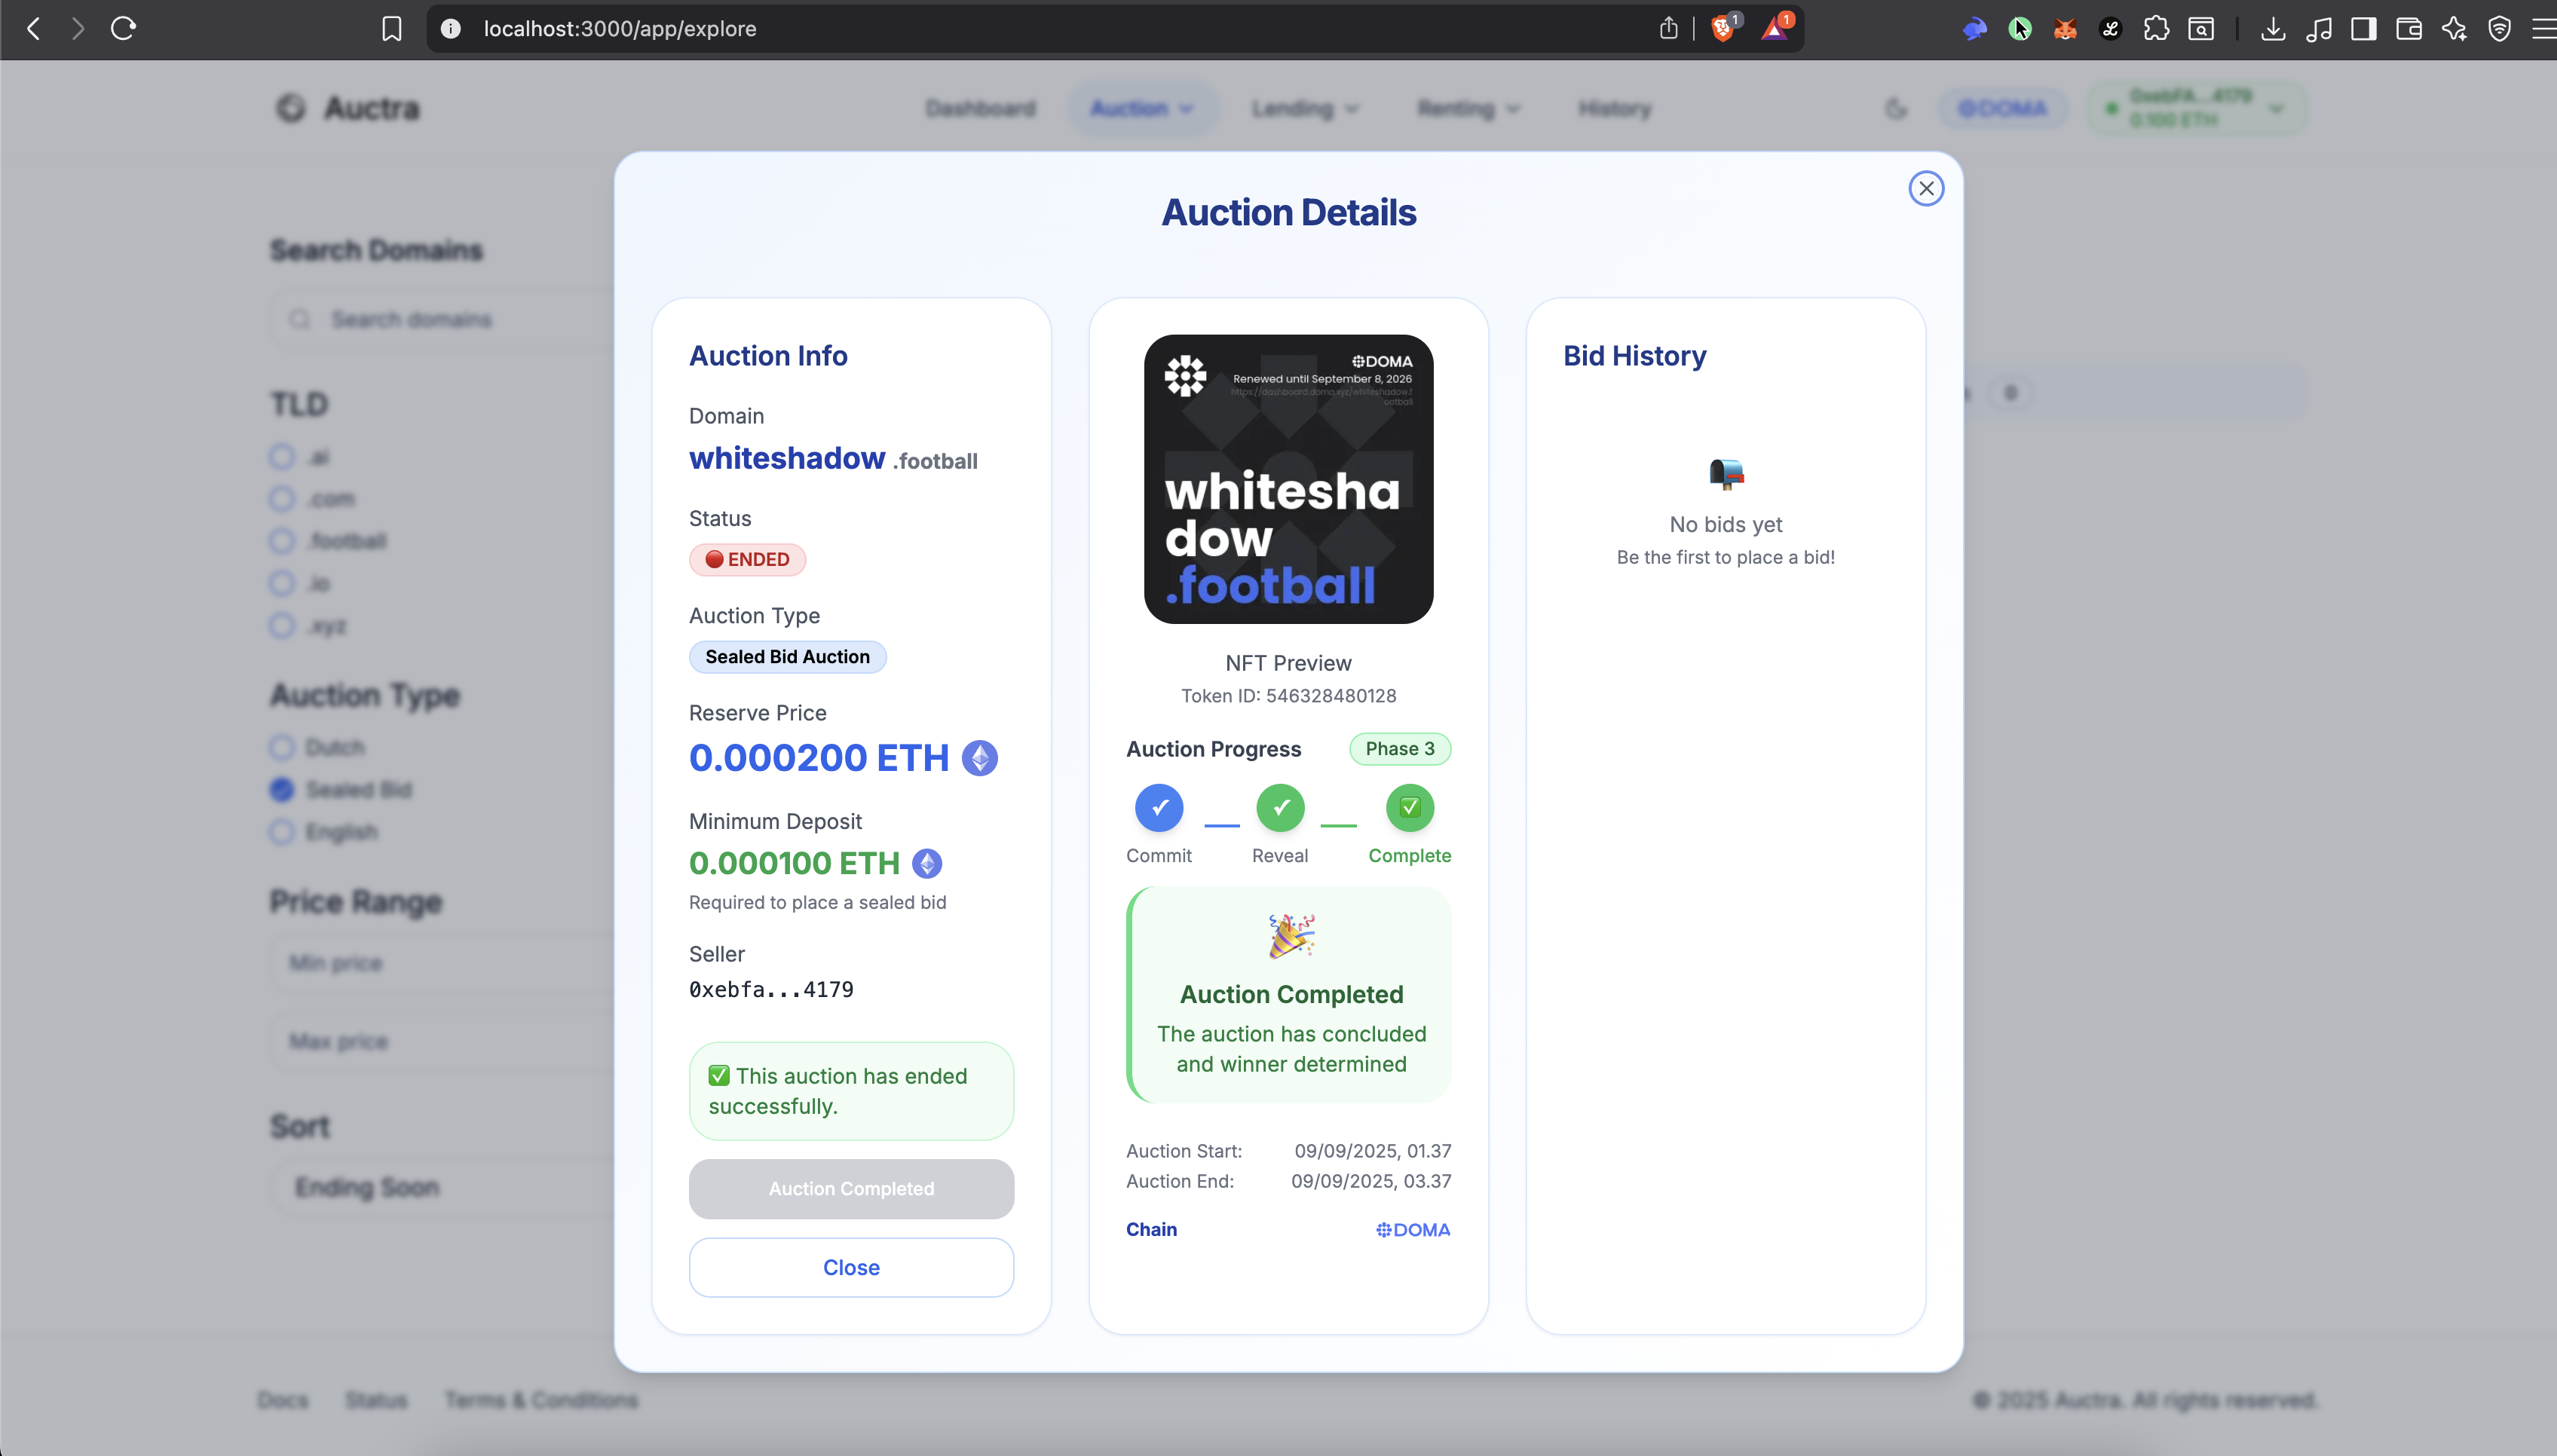 localhost:3000/app/explore
1
1
Auctra
Dashboard
Auction
Lending
Renting
History
DOMA
0xebFA...4179
0.100 ETH
Search Domains
Search domains
TLD
.ai
.com
.football
.io
.xyz
Auction Type
Dutch
Sealed Bid
English
Price Range
Min price
Max price
Sort
Ending Soon
0
Auction Details
Auction Info
Domain
whiteshadow .football
Status
ENDED
Auction Type
Sealed Bid Auction
Reserve Price
0.000200 ETH
Minimum Deposit
0.000100 ETH
Required to place a sealed bid
Seller
0xebfa...4179
✅ This auction has ended
successfully.
Auction Completed
Close
DOMA
Renewed until September 8, 2026
https://dashboard.doma.xyz/whiteshadow.f
ootball
whitesha
dow
.football
NFT Preview
Token ID: 546328480128
Auction Progress
Phase 3
Commit
Reveal
Complete
Auction Completed
The auction has concluded
and winner determined
Auction Start: 09/09/2025, 01.37
Auction End: 09/09/2025, 03.37
Chain
DOMA
Bid History
No bids yet
Be the first to place a bid!
Docs
Status
Terms & Conditions
© 2025 Auctra. All rights reserved.